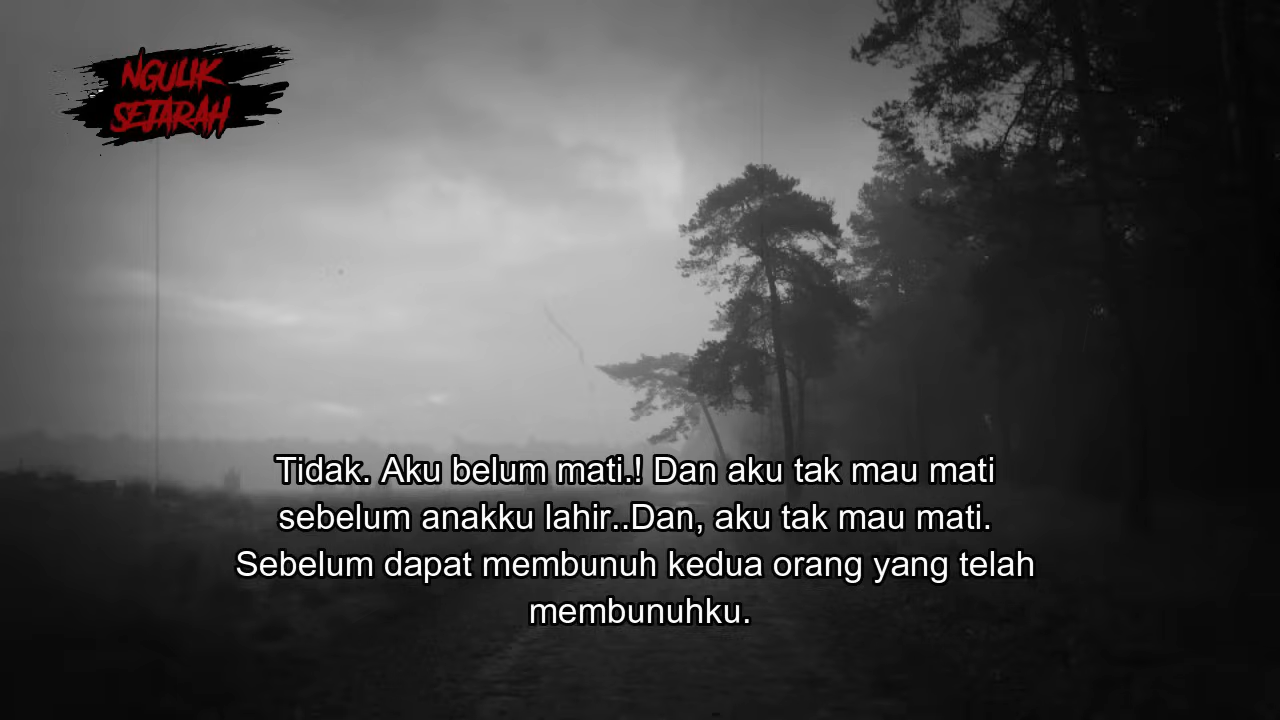 NGULIK
SEJARAH
Tidak. Aku belum mati.! Dan aku tak mau mati
sebelum anakku lahir..Dan, aku tak mau mati.
Sebelum dapat membunuh kedua orang yang telah
membunuhku.